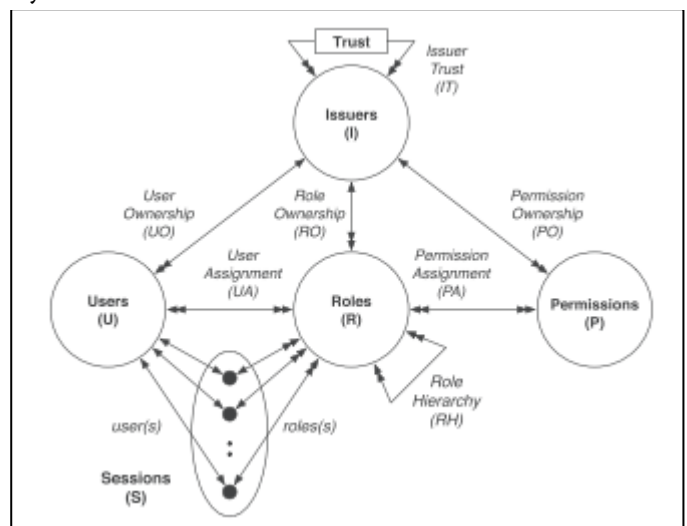 Trust
Issuer
Trust
(IT)
Issuers
(I)
User
Ownership
(UO)
Role
Ownership
(RO)
Permission
Ownership
(PO)
User
Assignment
(UA)
Permission
Assignment
(PA)
Users
(U)
Roles
(R)
Permissions
(P)
Role
Hierarchy
(RH)
user(s)
roles(s)
Sessions
(S)